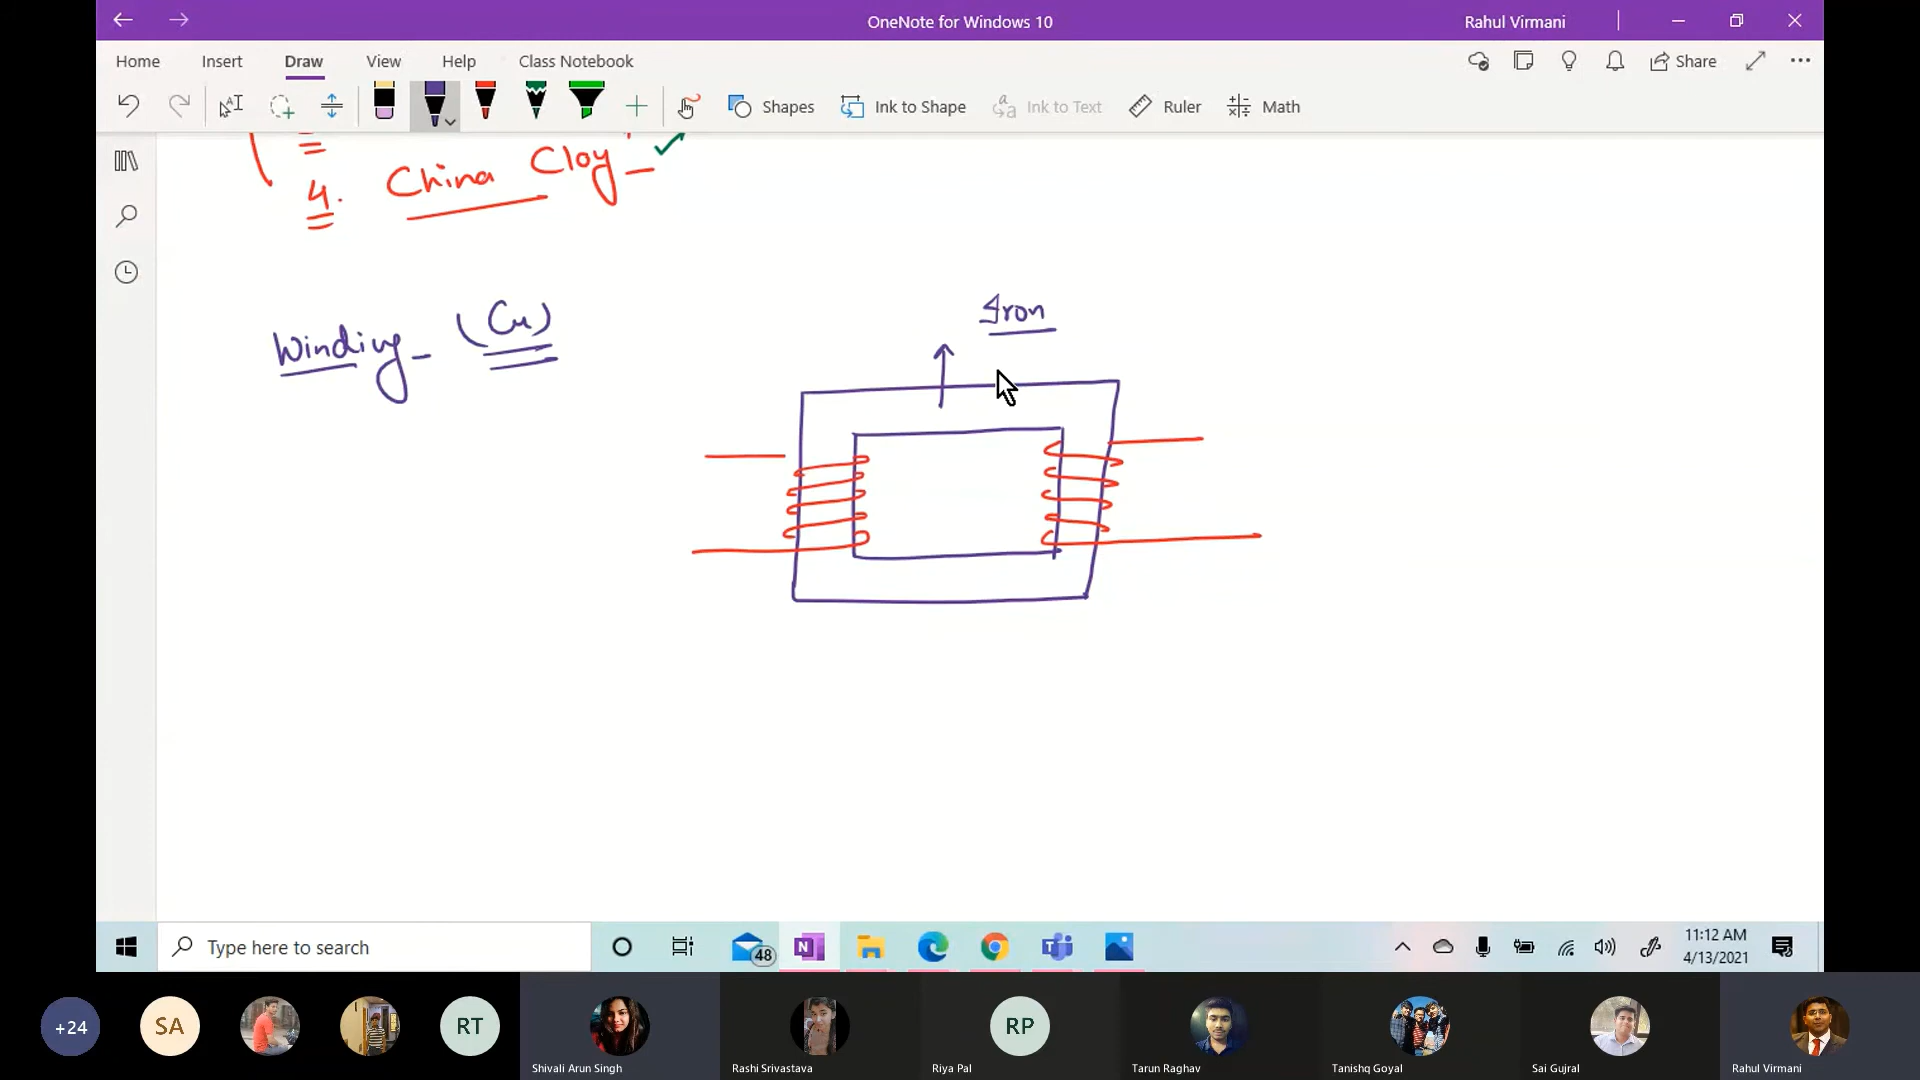 OneNote for Windows 10
Rahul Virmani
Home
Insert
Draw
View
Help
Class Notebook
Share
Shapes
Ink to Shape
Ink to Text
Ruler
Math
4. China Clay
Winding - (Cu)
Iron
Type here to search
48
11:12 AM
4/13/2021
+24
SA
RT
Shivali Arun Singh
Rashi Srivastava
RP
Riya Pal
Tarun Raghav
Tanishq Goyal
Sai Gujral
Rahul Virmani